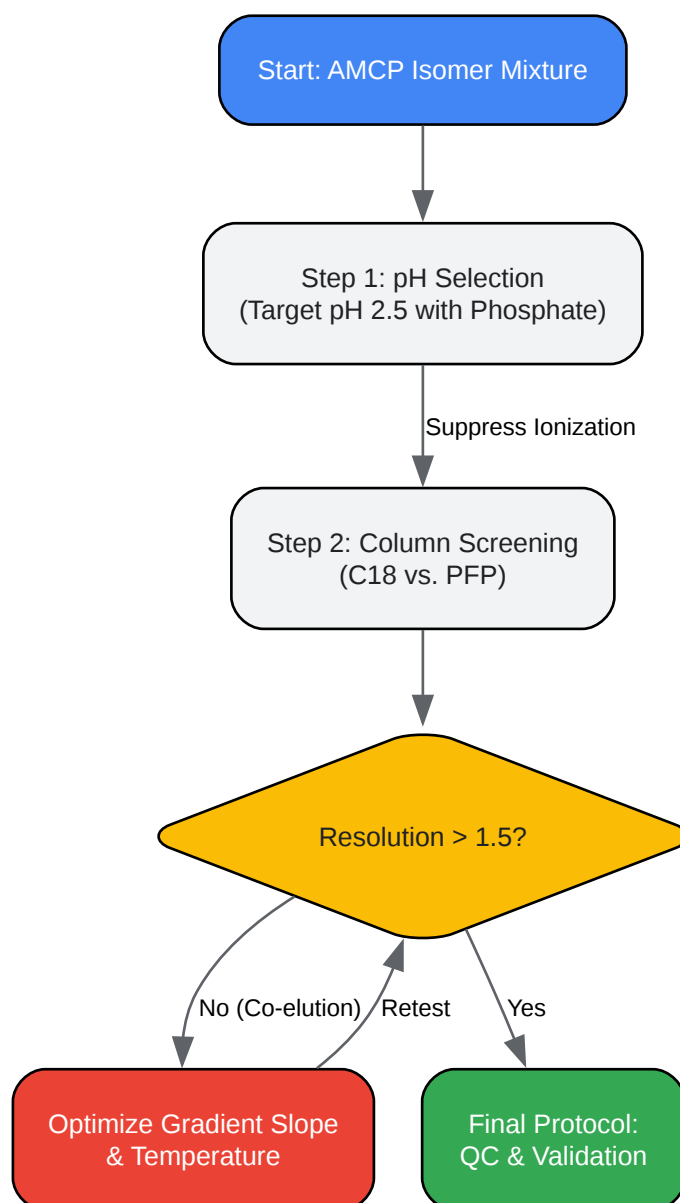 Start: AMCP Isomer Mixture
Step 1: pH Selection
(Target pH 2.5 with Phosphate)
Suppress Ionization
Step 2: Column Screening
(C18 vs. PFP)
Resolution > 1.5?
No (Co-elution)
Retest
Yes
Optimize Gradient Slope
& Temperature
Final Protocol:
QC & Validation